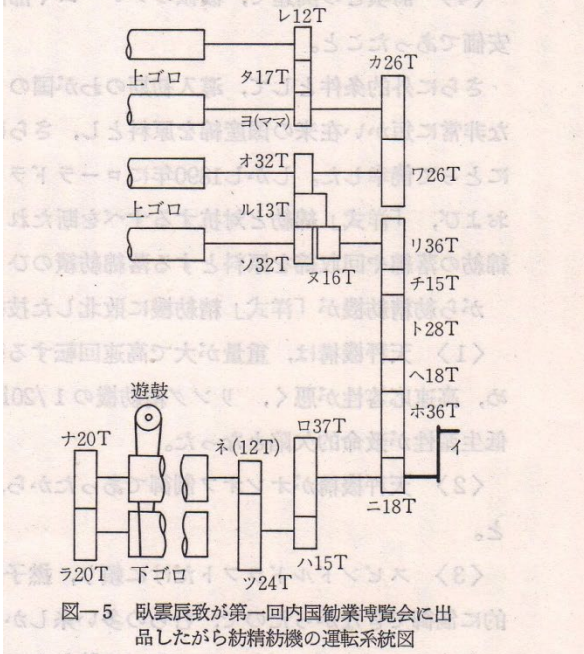 レ12T
カ26T
上ゴロ
タ17T
ヨ(ママ)
オ32T
ワ26T
上ゴロ
ル13T
リ36T
ソ32T
ヌ16T
チ15T
ト28T
ヘ18T
遊鼓
ホ36T
ナ20T
ネ(12T)
ロ37T
イ
ニ18T
ラ20T
下ゴロ
ツ24T
ハ15T
図—5 臥雲辰致が第一回内国勧業博覧会に出
品したがら紡精紡機の運転系統図